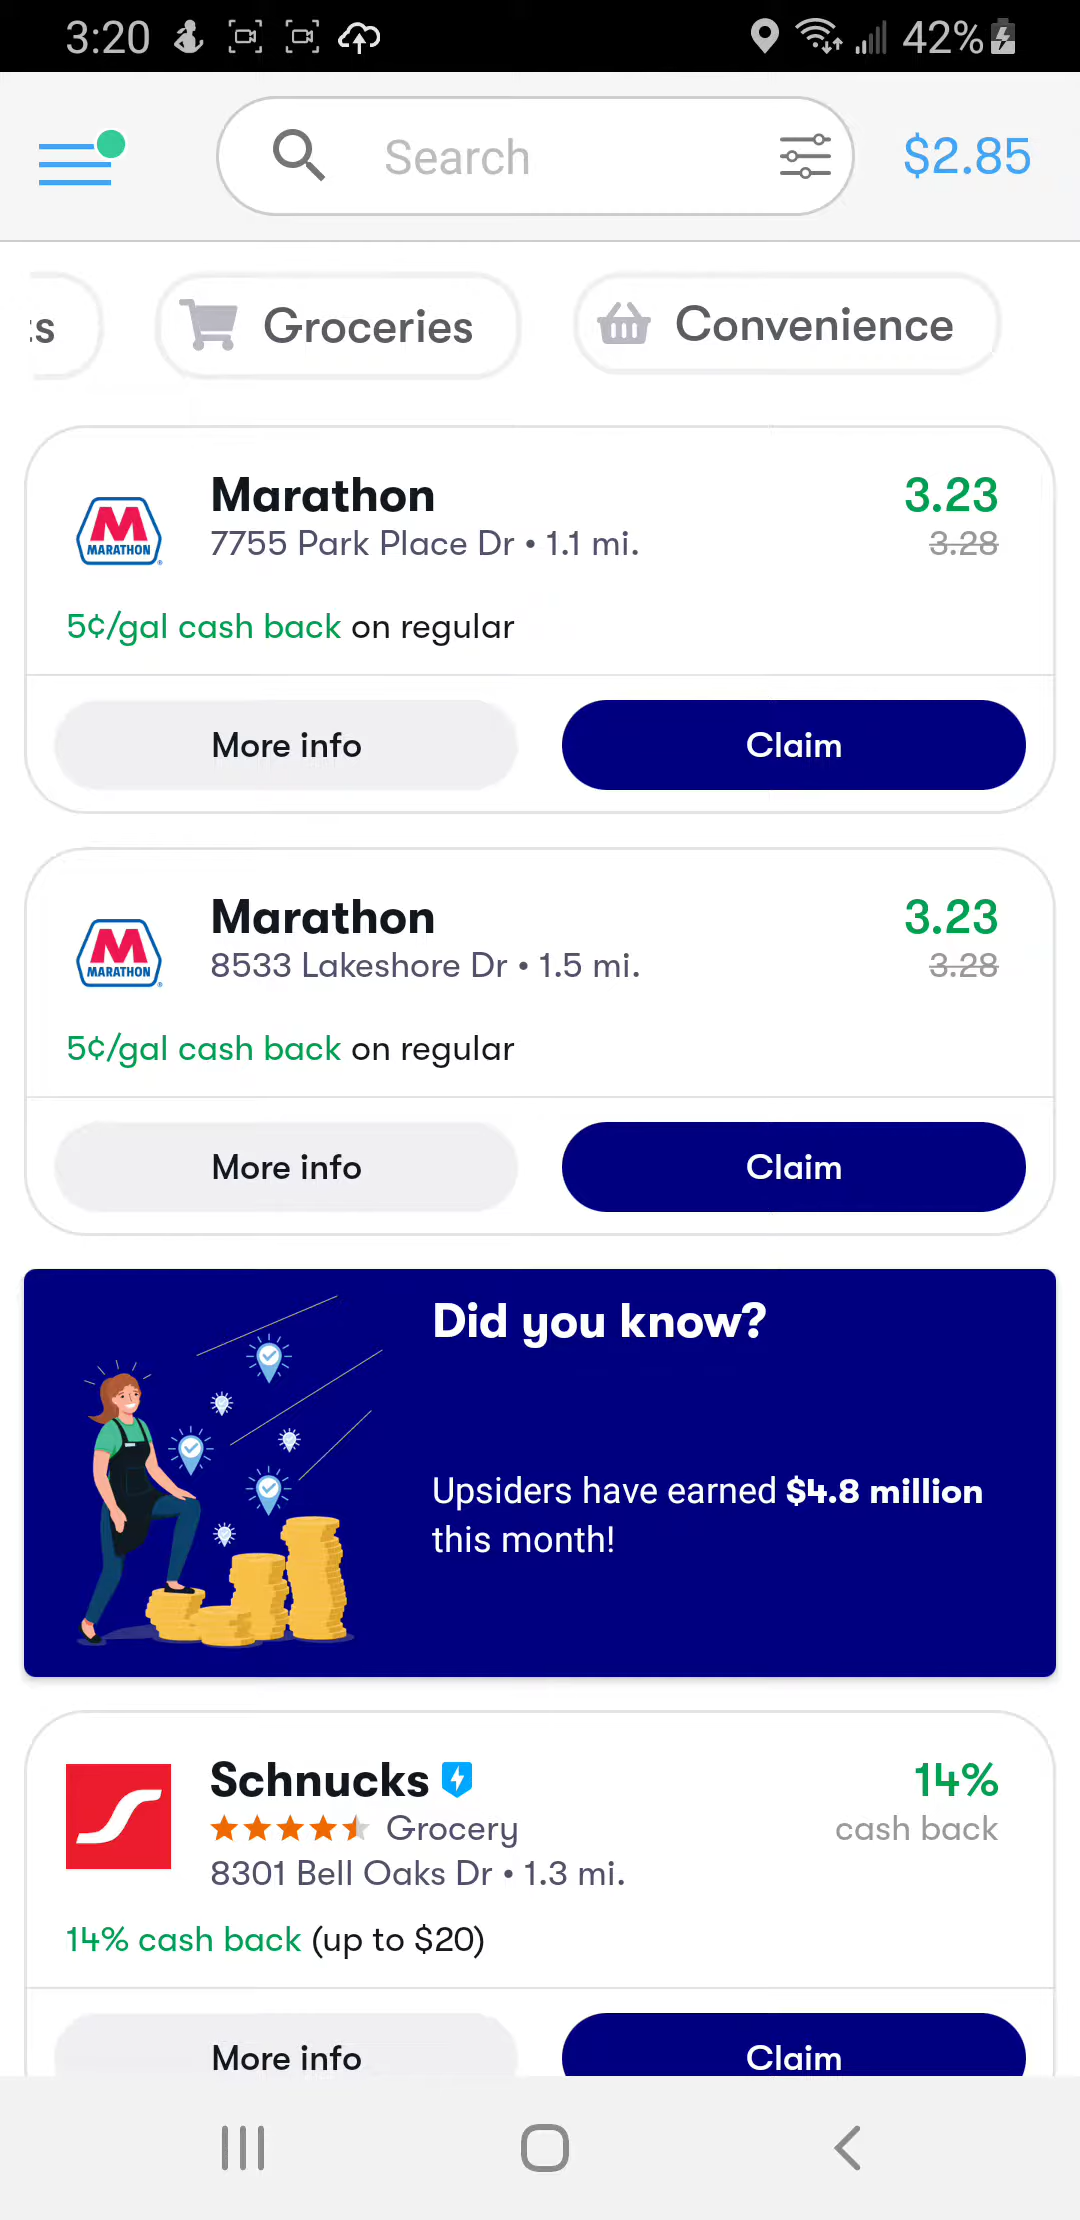 3:20
42%
Search
$2.85
ts
Groceries
Convenience
Marathon
3.23
MARATHON
7755 Park Place Dr • 1.1 mi.
3.28
5¢/gal cash back on regular
More info
Claim
Marathon
3.23
MARATHON
8533 Lakeshore Dr • 1.5 mi.
3.28
5¢/gal cash back on regular
More info
Claim
Did you know?
Upsiders have earned $4.8 million
this month!
Schnucks
14%
Grocery
cash back
8301 Bell Oaks Dr • 1.3 mi.
14% cash back (up to $20)
More info
Claim